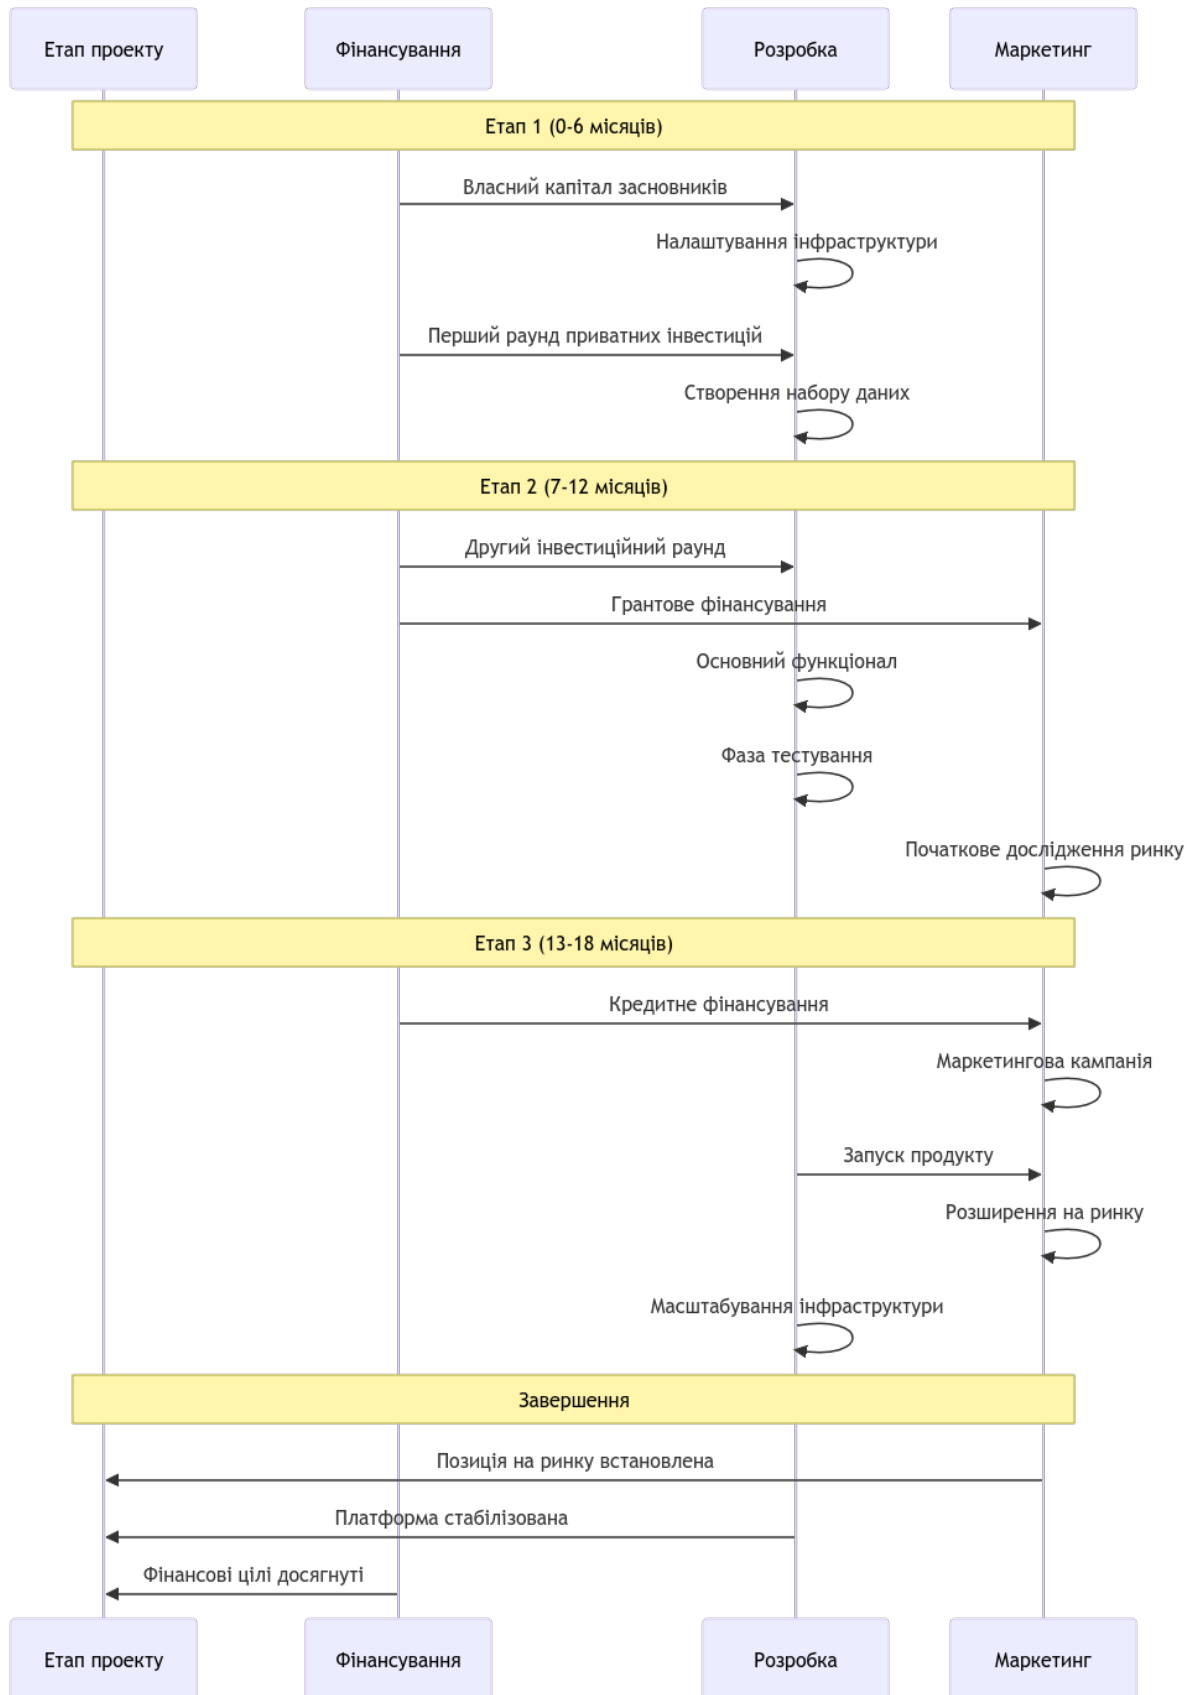 Етап проекту
Фінансування
Розробка
Маркетинг
Етап 1 (0-6 місяців)
Власний капітал засновників
Налаштування інфраструктури
Перший раунд приватних інвестицій
Створення набору даних
Етап 2 (7-12 місяців)
Другий інвестиційний раунд
Грантове фінансування
Основний функціонал
Фаза тестування
Початкове дослідження ринку
Етап 3 (13-18 місяців)
Кредитне фінансування
Маркетингова кампанія
Запуск продукту
Розширення на ринку
Масштабування інфраструктури
Завершення
Позиція на ринку встановлена
Платформа стабілізована
Фінансові цілі досягнуті
Етап проекту
Фінансування
Розробка
Маркетинг